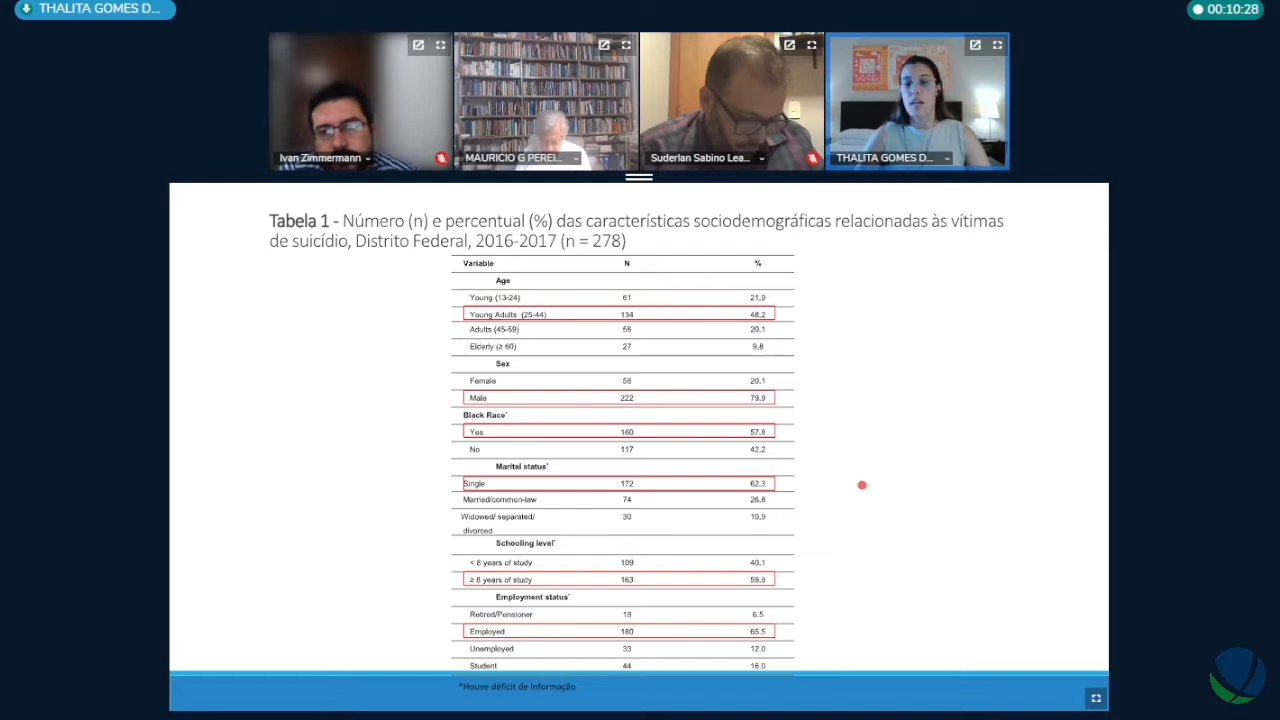 THALITA GOMES D...
00:10:28
Ivan Zimmermann
MAURICIO G PEREI...
Suderlan Sabino Lea...
THALITA GOMES D...
Tabela 1 - Número (n) e percentual (%) das características sociodemográficas relacionadas às vítimas
de suicídio, Distrito Federal, 2016-2017 (n = 278)
Variable N %
Age
Young (13-24) 61 21,9
Young Adults (25-44) 134 48.2
Adults (45-59) 56 20.1
Elderly (≥ 60) 27 9.8
Sex
Female 56 20.1
Male 222 79.9
Black Race*
Yes 160 57.8
No 117 42.2
Marital status*
Single 172 62.3
Married/common-law 74 26.8
Widowed/ separated/
divorced 30 10,9
Schooling level*
< 8 years of study 109 40,1
≥ 8 years of study 163 59,9
Employment status*
Retired/Pensioner 18 6.5
Employed 180 65.5
Unemployed 33 12.0
Student 44 16.0
*Houve déficit de informação